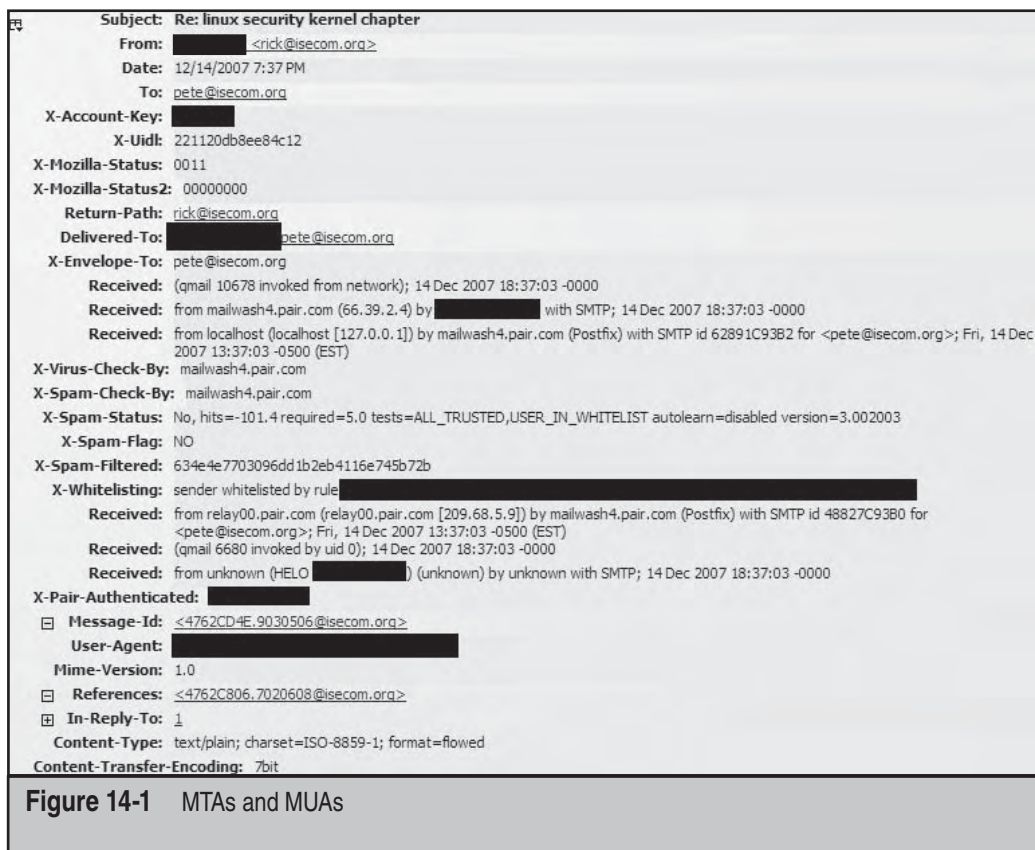 Subject: Re: linux security kernel chapter
From: <rick@isecom.org>
Date: 12/14/2007 7:37 PM
To: pete@isecom.org
X-Account-Key:
X-Uidl: 221120db8ee84c12
X-Mozilla-Status: 0011
X-Mozilla-Status2: 00000000
Return-Path: rick@isecom.org
Delivered-To: pete@isecom.org
X-Envelope-To: pete@isecom.org
Received: (qmail 10678 invoked from network); 14 Dec 2007 18:37:03 -0000
Received: from mailwash4.pair.com (66.39.2.4) by with SMTP; 14 Dec 2007 18:37:03 -0000
Received: from localhost (localhost [127.0.0.1]) by mailwash4.pair.com (Postfix) with SMTP id 62891C93B2 for <pete@isecom.org>; Fri, 14 Dec
2007 13:37:03 -0500 (EST)
X-Virus-Check-By: mailwash4.pair.com
X-Spam-Check-By: mailwash4.pair.com
X-Spam-Status: No, hits=-101.4 required=5.0 tests=ALL_TRUSTED,USER_IN_WHITELIST autolearn=disabled version=3.002003
X-Spam-Flag: NO
X-Spam-Filtered: 634e4e7703096dd1b2eb4116e745b72b
X-Whitelisting: sender whitelisted by rule
Received: from relay00.pair.com (relay00.pair.com [209.68.5.9]) by mailwash4.pair.com (Postfix) with SMTP id 48827C93B0 for
<pete@isecom.org>; Fri, 14 Dec 2007 13:37:03 -0500 (EST)
Received: (qmail 6680 invoked by uid 0); 14 Dec 2007 18:37:03 -0000
Received: from unknown (HELO ) (unknown) by unknown with SMTP; 14 Dec 2007 18:37:03 -0000
X-Pair-Authenticated:
Message-Id: <4762CD4E.9030506@isecom.org>
User-Agent:
Mime-Version: 1.0
References: <4762C806.7020608@isecom.org>
In-Reply-To: 1
Content-Type: text/plain; charset=ISO-8859-1; format=flowed
Content-Transfer-Encoding: 7bit
Figure 14-1 MTAs and MUAs